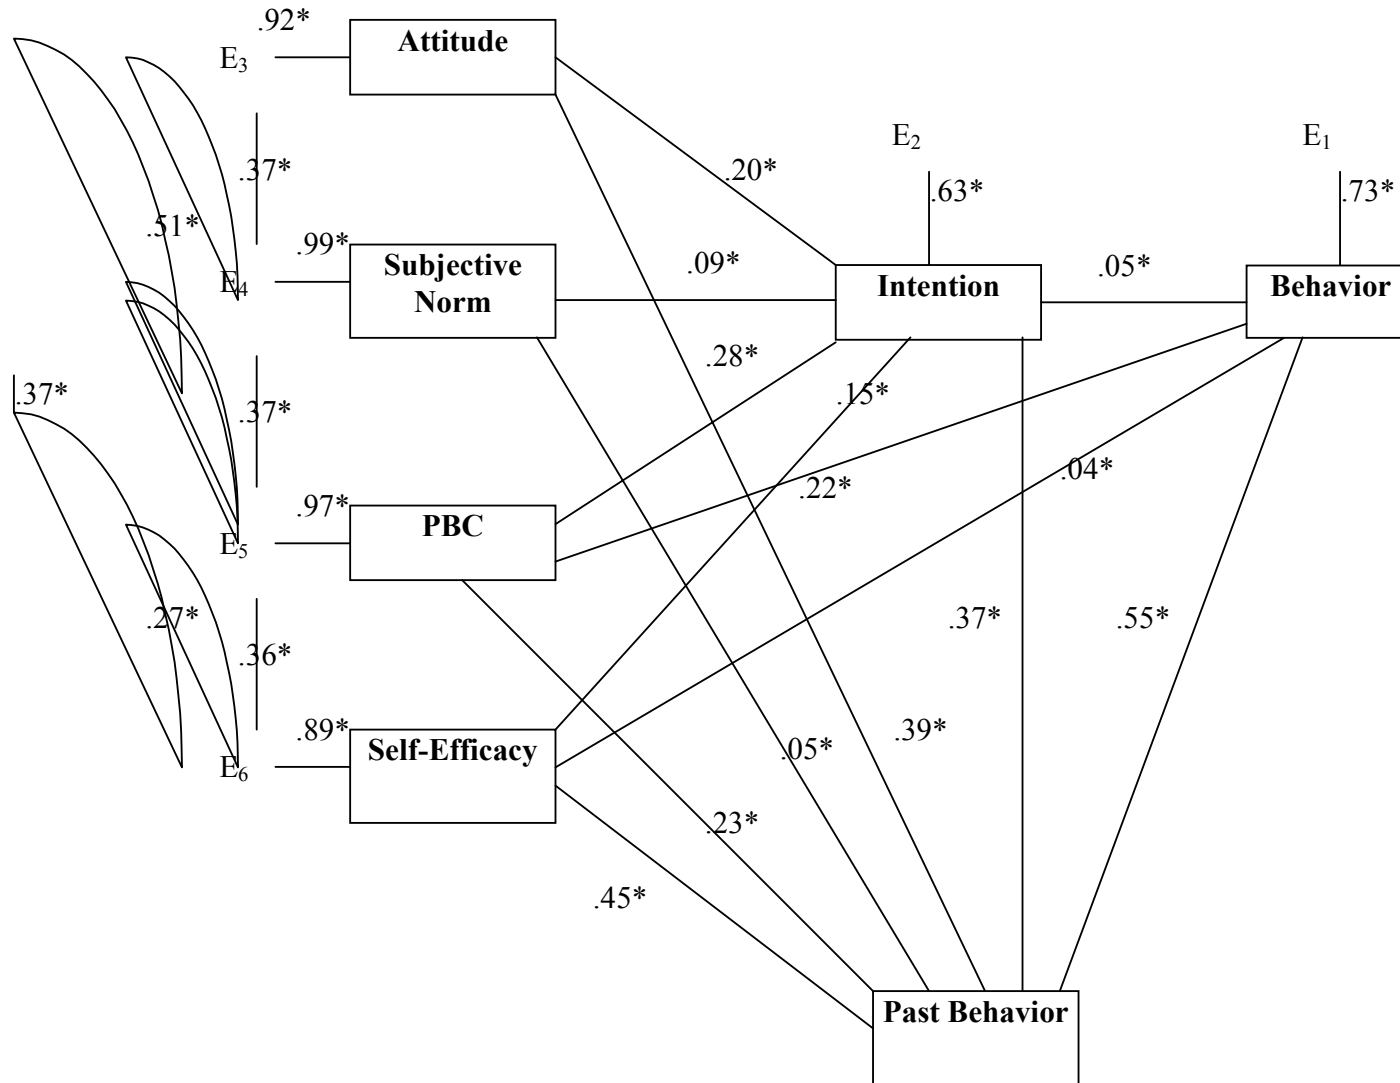 .92*
E3
Attitude
E2
E1
.37*
.20*
.63*
.73*
.51*
.99*
E4
Subjective
Norm
.09*
Intention
.05*
Behavior
.28*
.37*
.37*
.15*
.97*
E5
PBC
.22*
.04*
.27*
.36*
.37*
.55*
.89*
E6
Self-Efficacy
.05*
.39*
.23*
.45*
Past Behavior